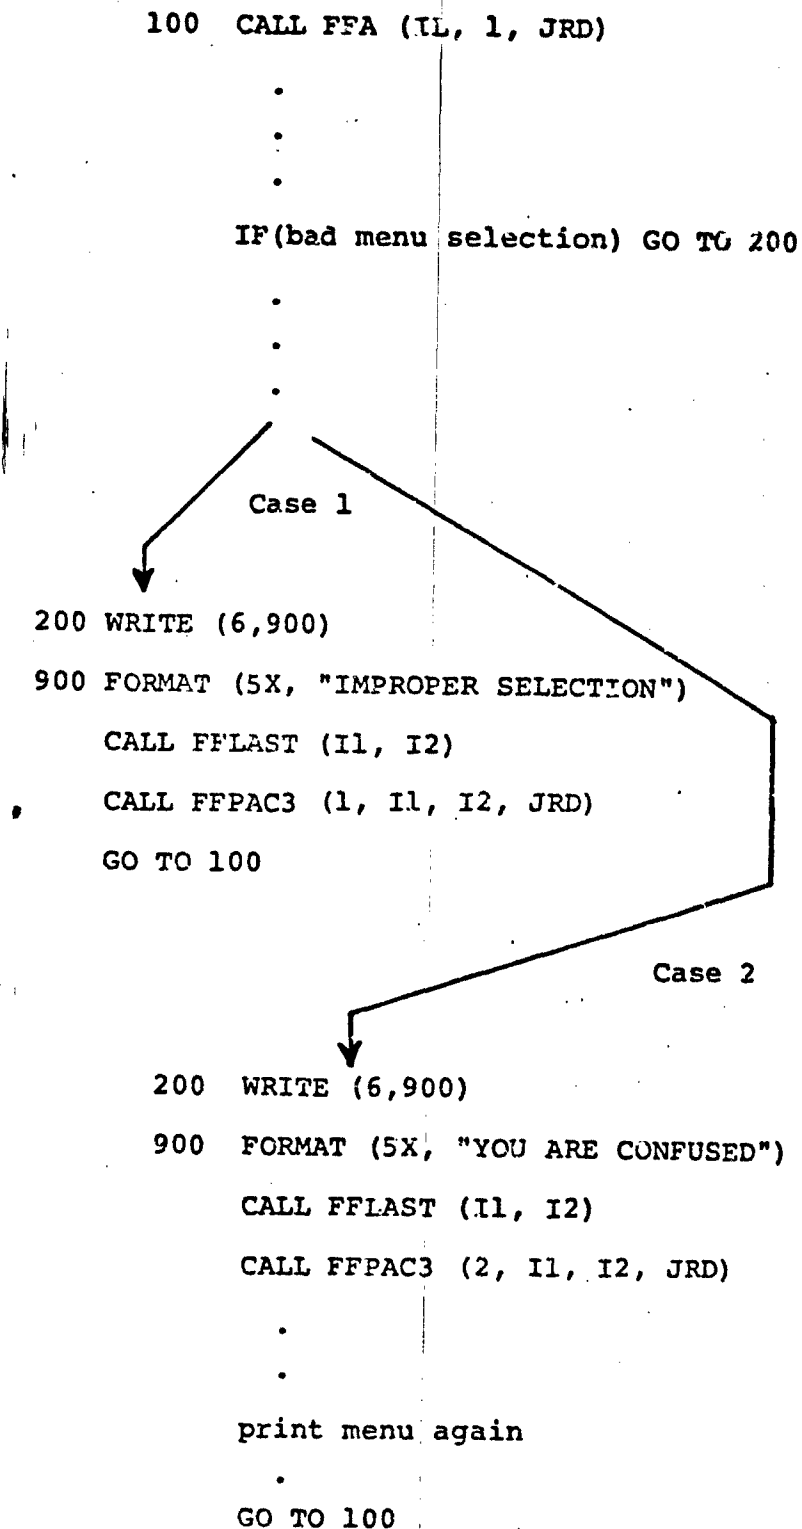 100 CALL FFA (IL, 1, JRD)
.
.
.
IF(bad menu selection) GO TO 200
.
.
.
Case 1
200 WRITE (6,900)
900 FORMAT (5X, "IMPROPER SELECTION")
CALL FFLAST (I1, I2)
CALL FFPAC3 (1, I1, I2, JRD)
GO TO 100
Case 2
200 WRITE (6,900)
900 FORMAT (5X, "YOU ARE CONFUSED")
CALL FFLAST (I1, I2)
CALL FFPAC3 (2, I1, I2, JRD)
.
.
print menu again
.
GO TO 100